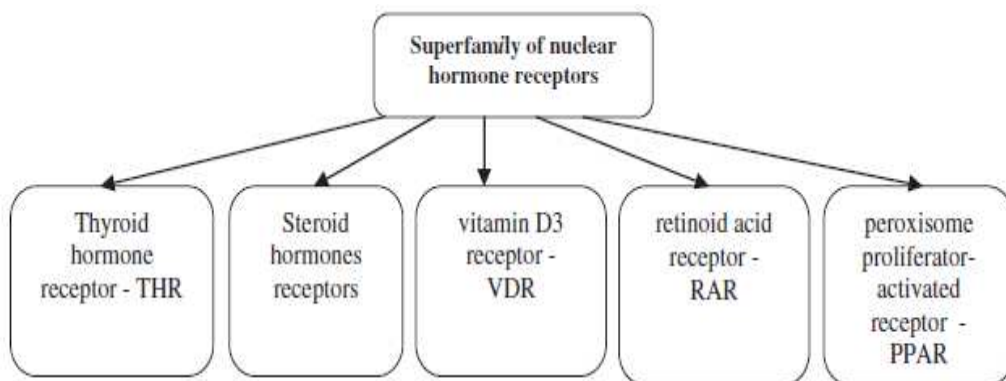 Superfamily of nuclear
hormone receptors
Thyroid
hormone
receptor - THR
Steroid
hormones
receptors
vitamin D3
receptor -
VDR
retinoid acid
receptor -
RAR
peroxisome
proliferator-
activated
receptor -
PPAR